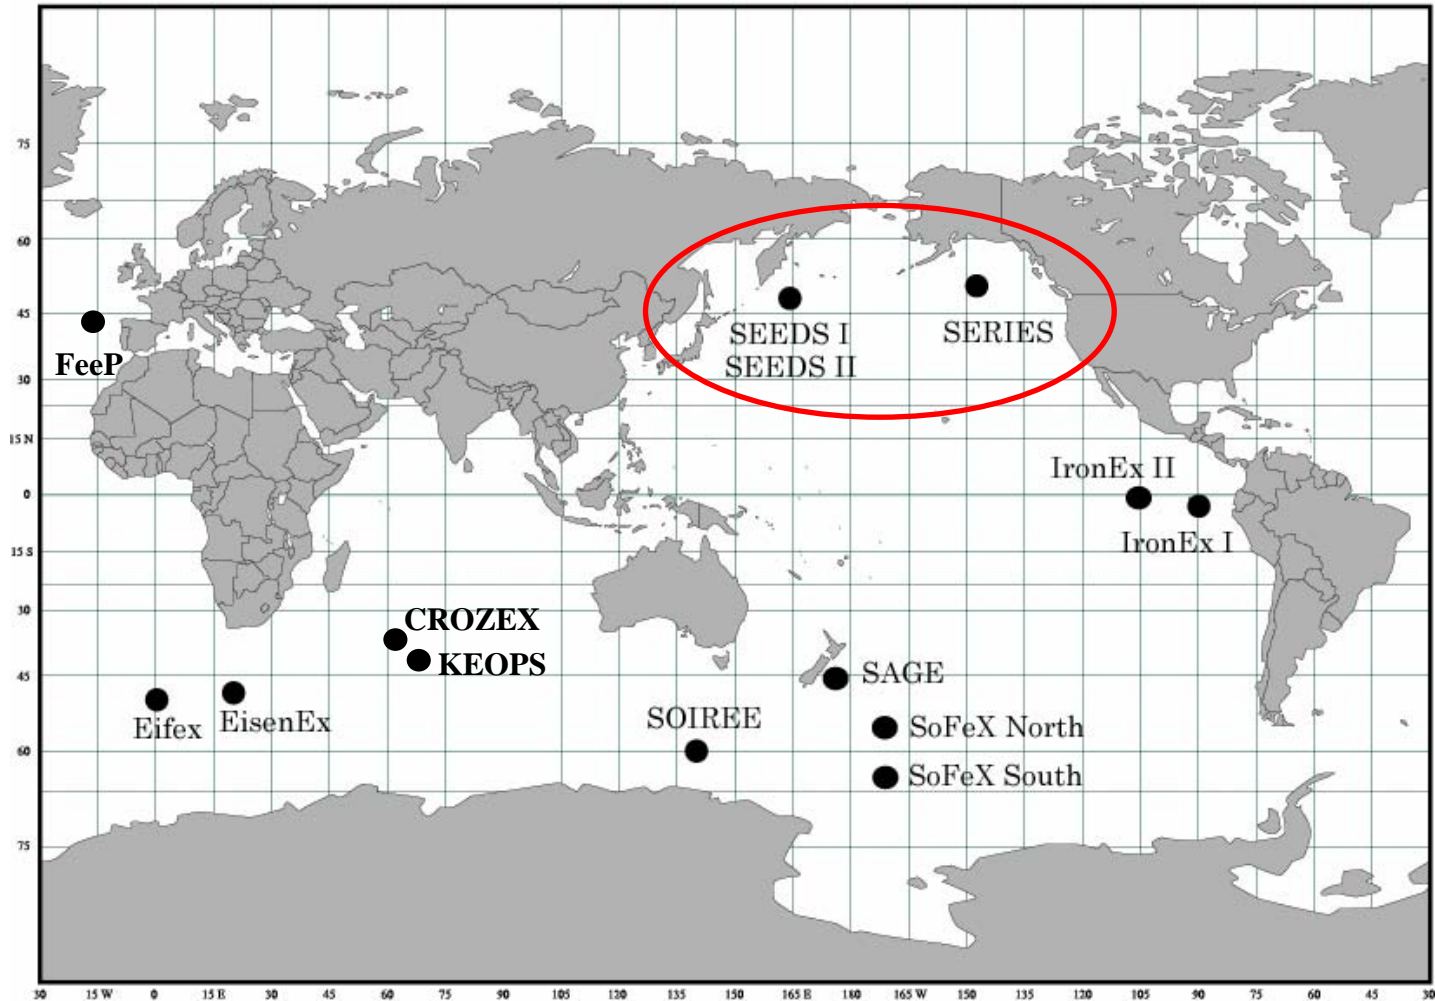 75
60
45
30
15 N
0
15 S
30
45
60
75
FeeP
SEEDS I
SEEDS II
SERIES
IronEx II
IronEx I
CROZEX
KEOPS
SAGE
Eifex
EisenEx
SOIREE
SoFeX North
SoFeX South
30 15 W 0 15 E 30 45 60 75 90 105 120 135 150 165 E 180 165 W 150 135 120 105 90 75 60 45 30